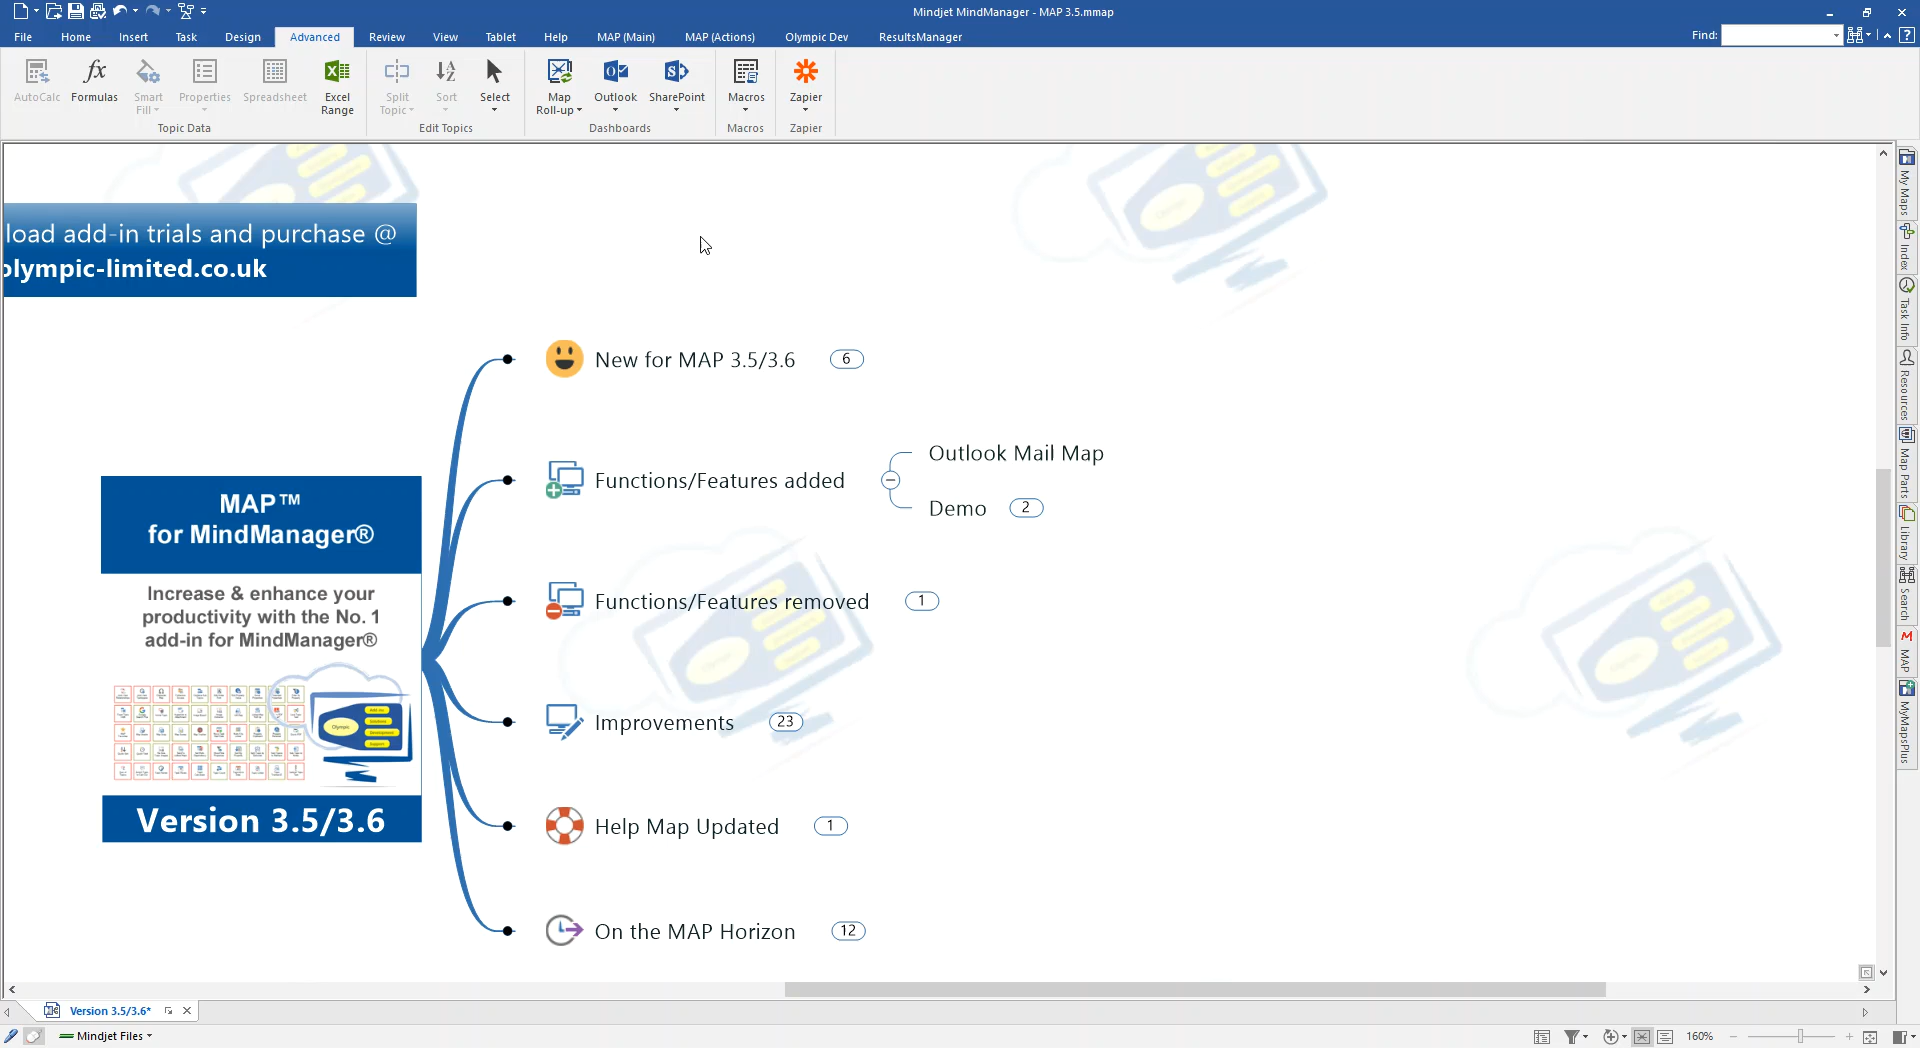 Mindjet MindManager - MAP 3.5.mmap
File Home Insert Task Design Advanced Review View Tablet Help MAP (Main) MAP (Actions) Olympic Dev ResultsManager Find:
AutoCalc Formulas Smart Fill Properties Spreadsheet Excel Range Split Topic Sort Select Map Roll-up Outlook SharePoint Macros Zapier
Topic Data Edit Topics Dashboards Macros Zapier
load add-in trials and purchase @
olympic-limited.co.uk
New for MAP 3.5/3.6 6
Functions/Features added
Outlook Mail Map
Demo 2
Functions/Features removed 1
Improvements 23
Help Map Updated 1
On the MAP Horizon 12
MAP™
for MindManager®
Increase & enhance your
productivity with the No. 1
add-in for MindManager®
Version 3.5/3.6
My Maps
Index
Task Info
Resources
Map Parts
Library
Search
MAP
MyMapsPlus
Version 3.5/3.6*
Mindjet Files
160%